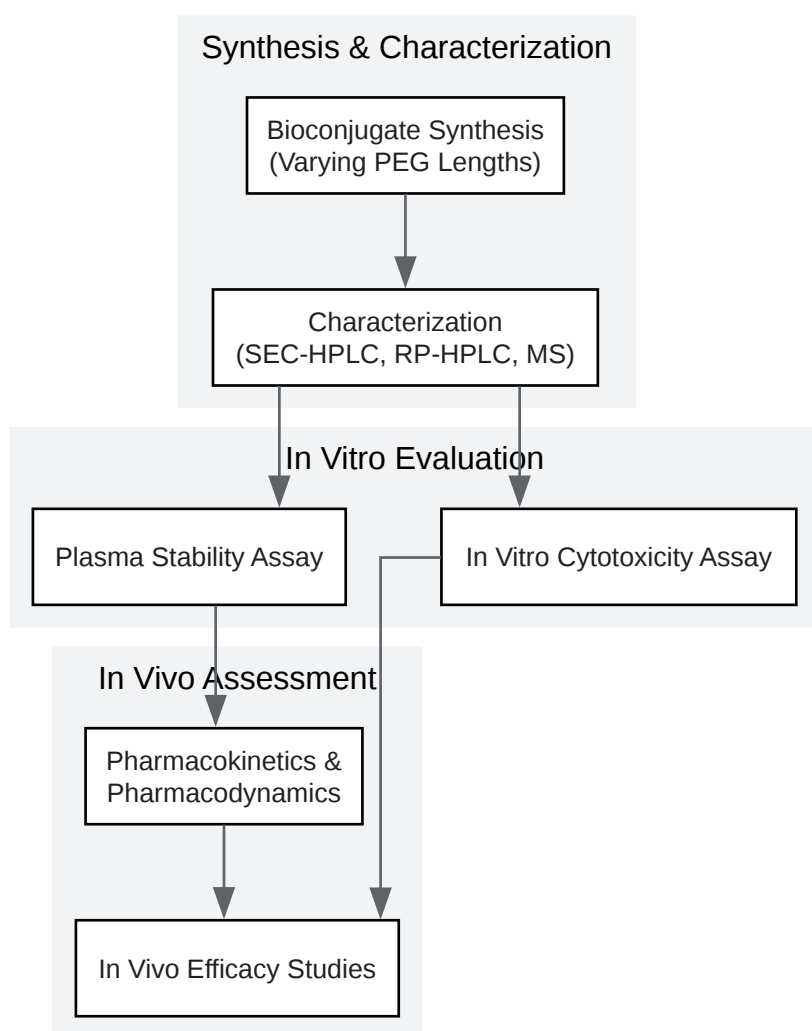 Synthesis & Characterization
Bioconjugate Synthesis
(Varying PEG Lengths)
Characterization
(SEC-HPLC, RP-HPLC, MS)
In Vitro Evaluation
Plasma Stability Assay
In Vitro Cytotoxicity Assay
In Vivo Assessment
Pharmacokinetics &
Pharmacodynamics
In Vivo Efficacy Studies